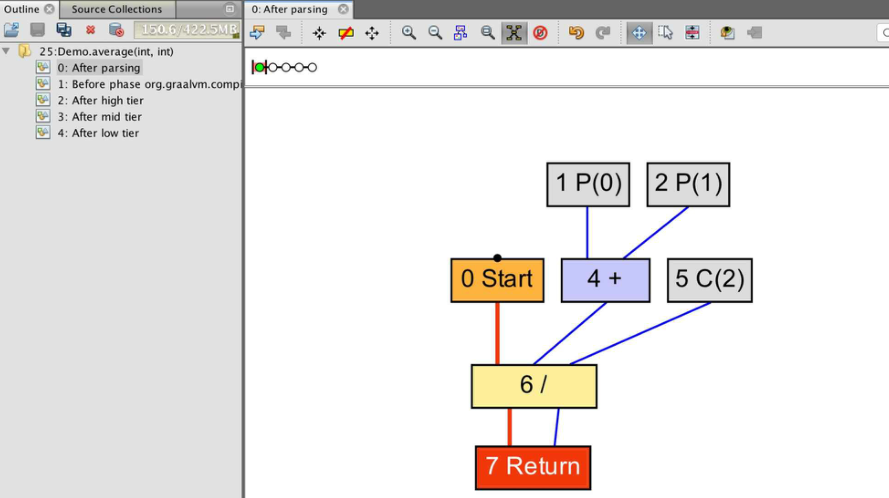 Outline
Source Collections
0: After parsing
150.6/422.5MB
25:Demo.average(int, int)
0: After parsing
1: Before phase org.graalvm.compi
2: After high tier
3: After mid tier
4: After low tier
1 P(0)
2 P(1)
0 Start
4 +
5 C(2)
6 /
7 Return